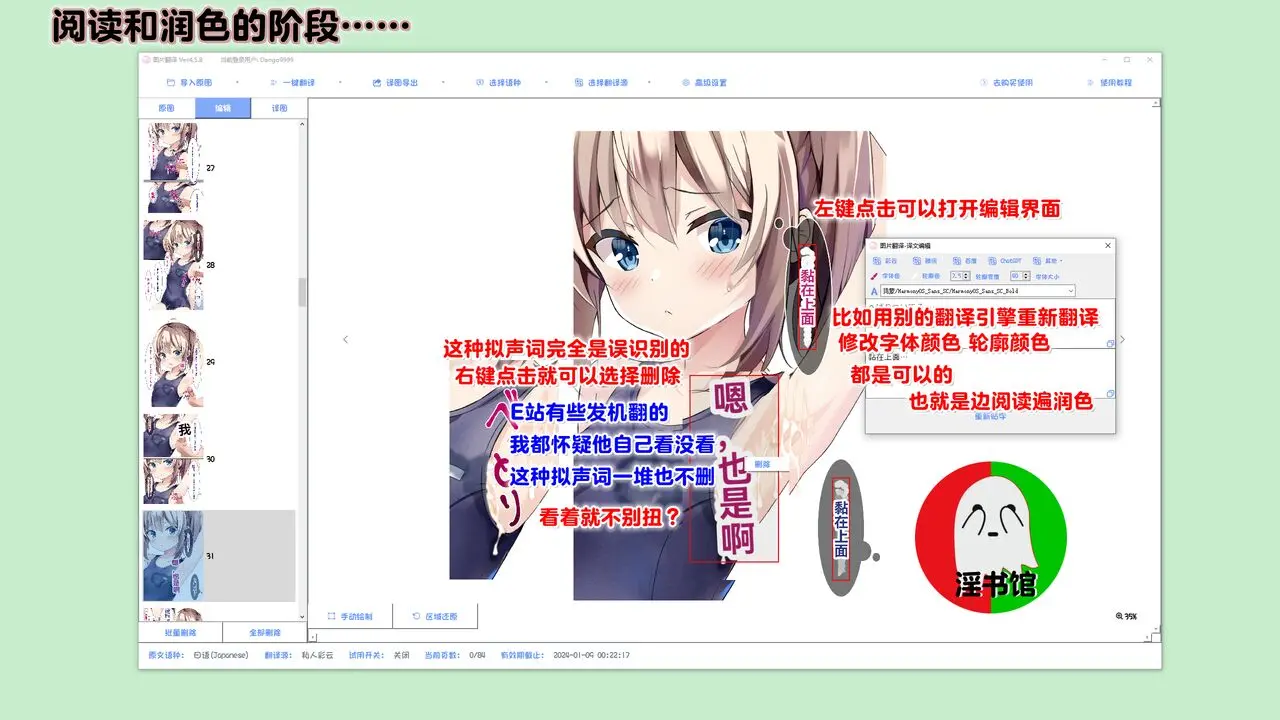 阅读和润色的阶段……
图片翻译 Ver4.5.8 当前登录用户: Danga9595
导入原图 一键翻译 译图导出 选择语种 选择翻译源 高级设置 去购买使用 使用教程
原图 编辑 译图
27
28
29
我
30
31
左键点击可以打开编辑界面
图片翻译-译文编辑
彩云 腾讯 百度 ChatGPT 其他
字体色 轮廓色 轮廓宽度 60 字体大小
鸿蒙/HarmonyOS_Sans_SC/HarmonyOS_Sans_SC_Bold
比如用别的翻译引擎重新翻译
修改字体颜色 轮廓颜色
黏在上面…
都是可以的
也就是边阅读遍润色
重新贴字
黏在上面
这种拟声词完全是误识别的
右键点击就可以选择删除
E站有些发机翻的
我都怀疑他自己看没看
这种拟声词一堆也不删
看着就不别扭？
べとり
嗯，也是啊
删除
黏在上面
淫书馆
手动绘制 区域还原
35%
批量删除 全部删除
原文语种: 日语(Japanese) 翻译源: 私人彩云 试用开关: 关闭 当前页数: 0/84 有效期截止: 2024-01-09 00:22:17